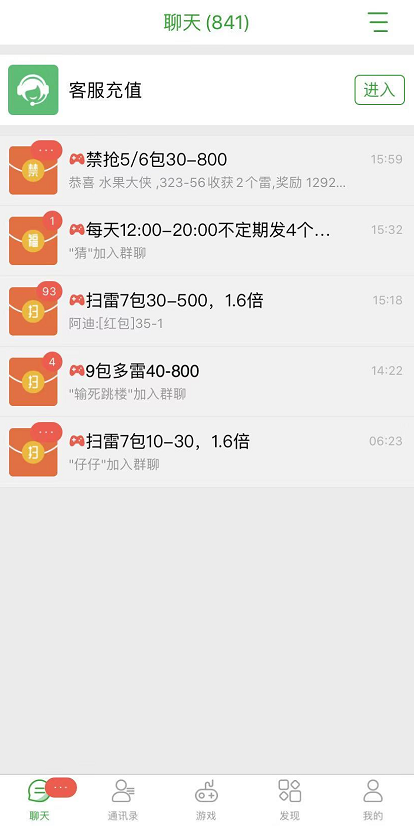 聊天 (841)
客服充值
进入
...
禁
🎮禁抢5/6包30-800
15:59
恭喜 水果大侠 ,323-56收获2个雷,奖励 1292...
1
福
🎮每天12:00-20:00不定期发4个...
15:32
"猜"加入群聊
93
扫
🎮扫雷7包30-500，1.6倍
15:18
阿迪:[红包]35-1
4
扫
🎮9包多雷40-800
14:22
"输死跳楼"加入群聊
...
扫
🎮扫雷7包10-30，1.6倍
06:23
"仔仔"加入群聊
...
聊天
通讯录
游戏
发现
我的